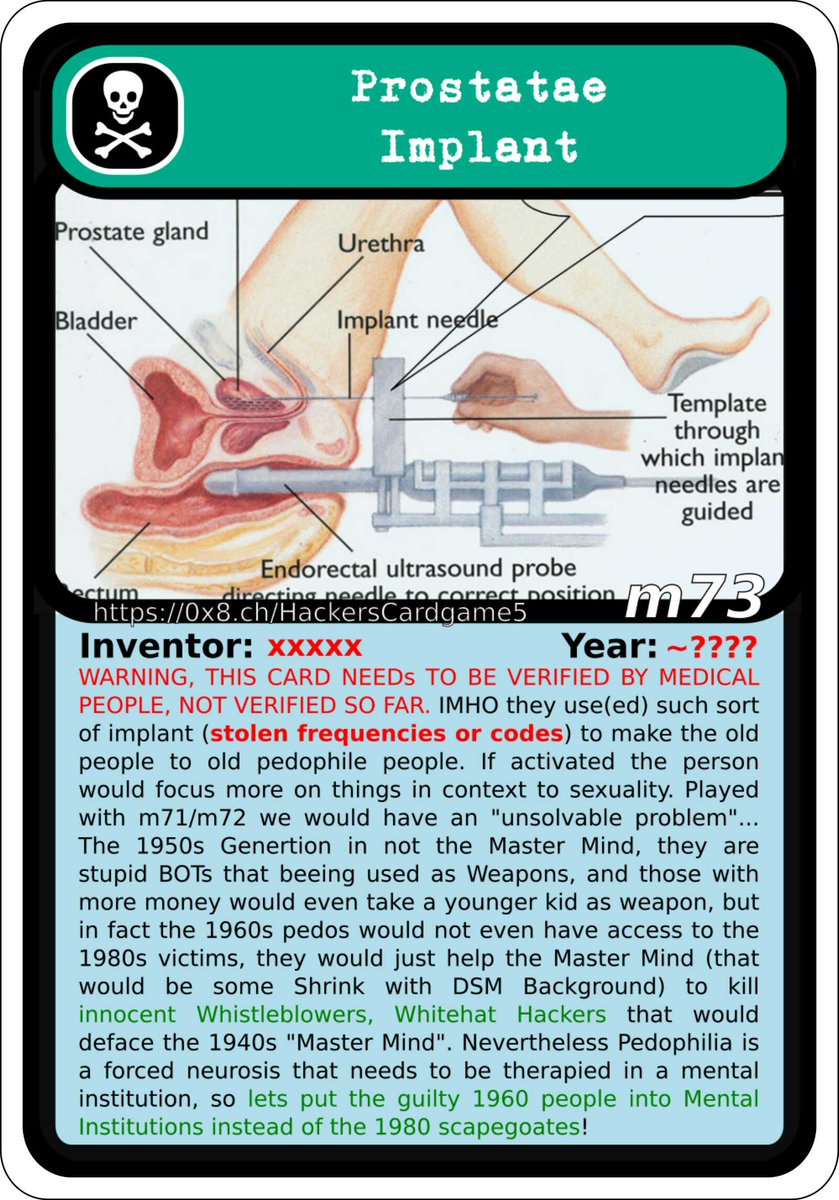 Prostatae
Implant
Prostate gland
Urethra
Bladder
Implant needle
Template
through
which implan
needles are
guided
Endorectal ultrasound probe
ectum
directing needle to correct position
m73
https://0x8.ch/HackersCardgame5
Inventor: xxxxx
Year: ~????
WARNING, THIS CARD NEEDs TO BE VERIFIED BY MEDICAL
PEOPLE, NOT VERIFIED SO FAR. IMHO they use(ed) such sort
of implant (stolen frequencies or codes) to make the old
people to old pedophile people. If activated the person
would focus more on things in context to sexuality. Played
with m71/m72 we would have an "unsolvable problem"...
The 1950s Genertion in not the Master Mind, they are
stupid BOTs that beeing used as Weapons, and those with
more money would even take a younger kid as weapon, but
in fact the 1960s pedos would not even have access to the
1980s victims, they would just help the Master Mind (that
would be some Shrink with DSM Background) to kill
innocent Whistleblowers, Whitehat Hackers that would
deface the 1940s "Master Mind". Nevertheless Pedophilia is
a forced neurosis that needs to be therapied in a mental
institution, so lets put the guilty 1960 people into Mental
Institutions instead of the 1980 scapegoates!